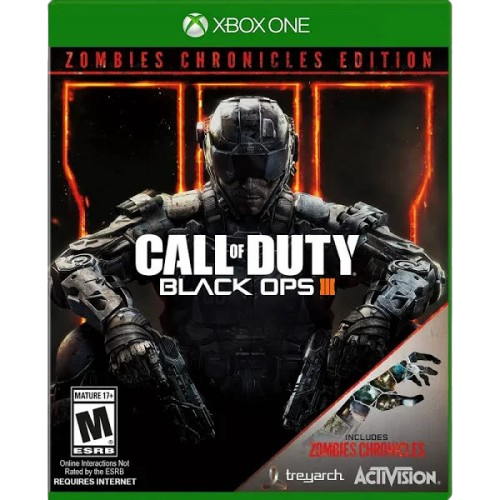 XBOX ONE
ZOMBIES CHRONICLES EDITION
CALL OF DUTY
BLACK OPS III
MATURE 17+
M
ESRB
Online Interactions Not
Rated by the ESRB
REQUIRES INTERNET
INCLUDES
ZOMBIES CHRONICLES
treyarch ACTIVISION